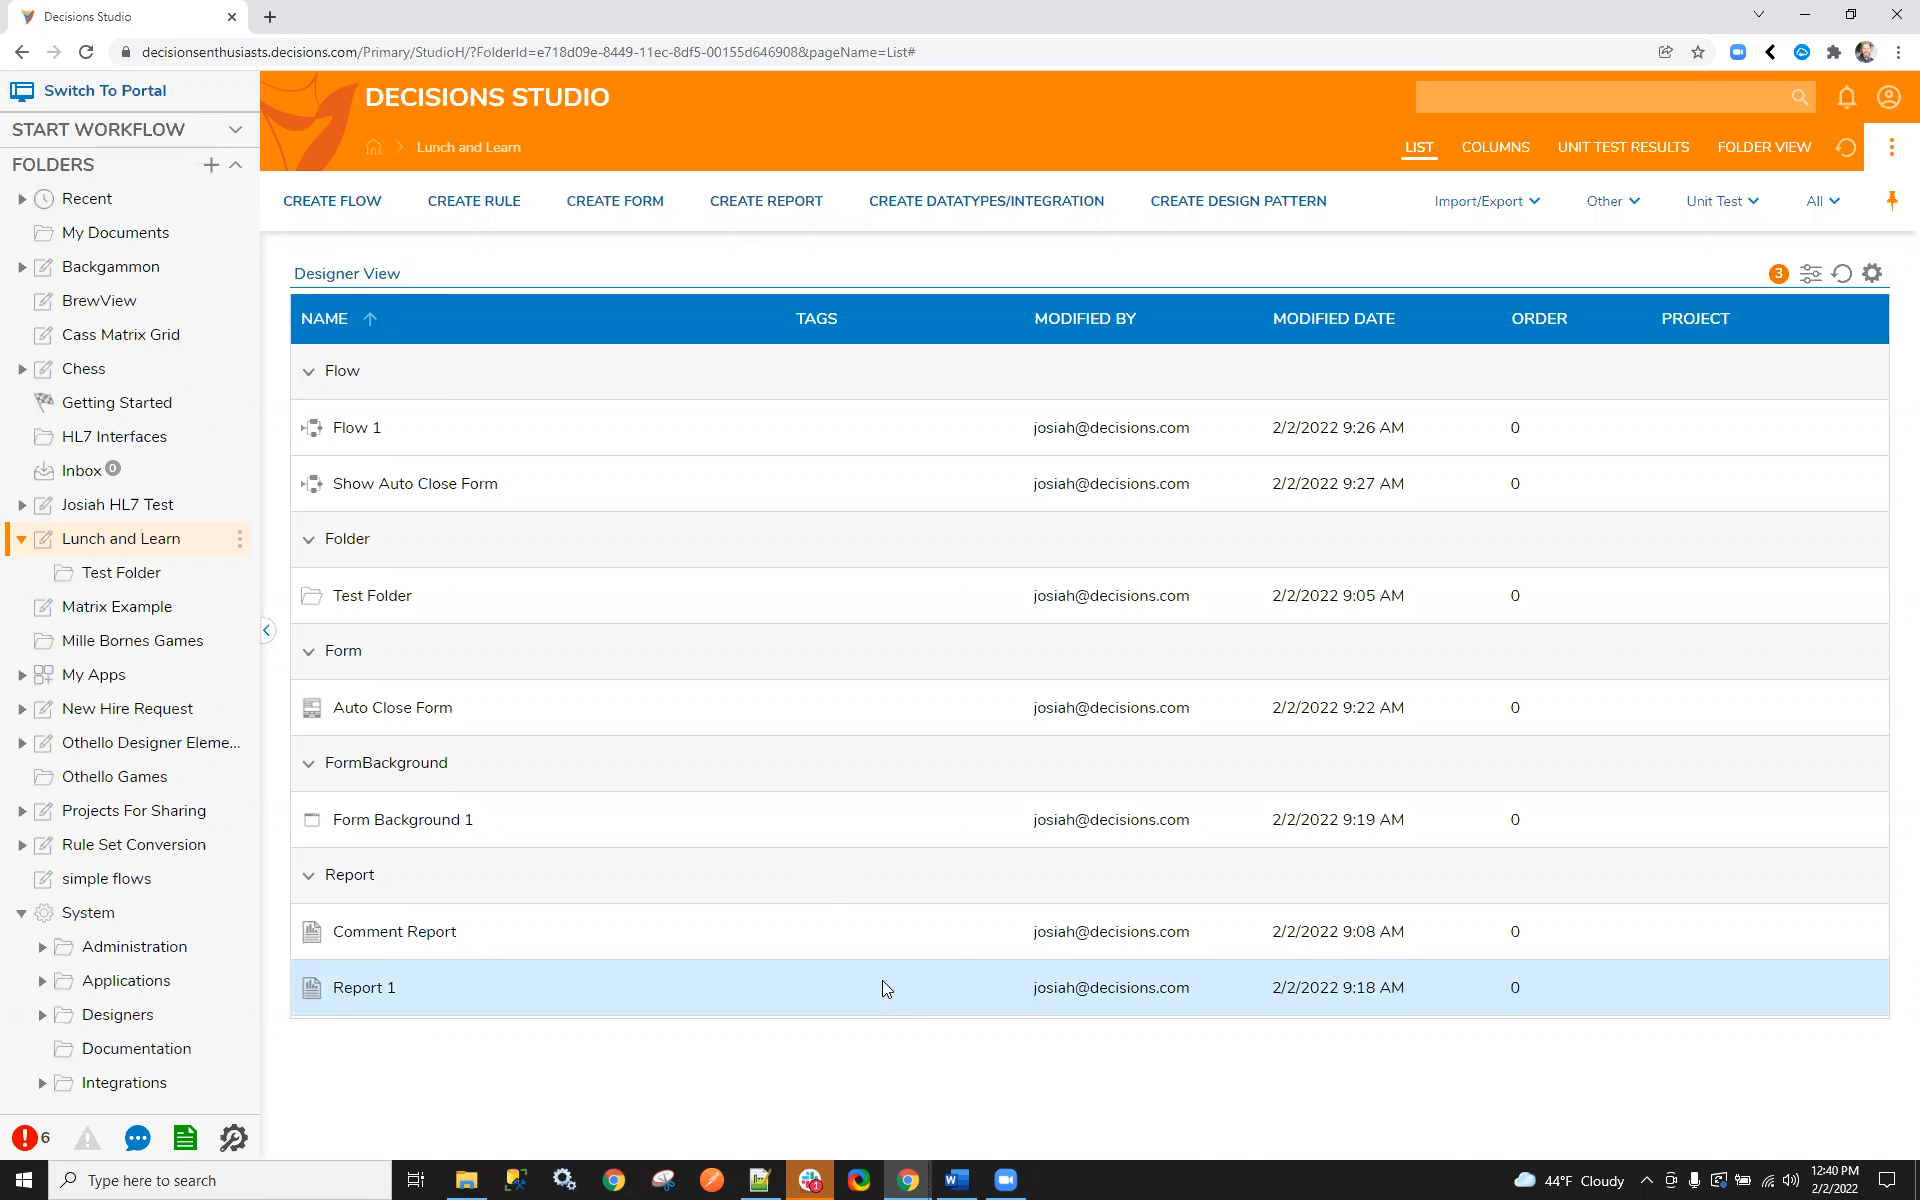 Decisions Studio
decisionsenthusiasts.decisions.com/Primary/StudioH/?FolderId=e718d09e-8449-11ec-8df5-00155d646908&pageName=List#
Switch To Portal
START WORKFLOW
FOLDERS
Recent
My Documents
Backgammon
BrewView
Cass Matrix Grid
Chess
Getting Started
HL7 Interfaces
Inbox 0
Josiah HL7 Test
Lunch and Learn
Test Folder
Matrix Example
Mille Bornes Games
My Apps
New Hire Request
Othello Designer Eleme...
Othello Games
Projects For Sharing
Rule Set Conversion
simple flows
System
Administration
Applications
Designers
Documentation
Integrations
6
DECISIONS STUDIO
Lunch and Learn
LIST COLUMNS UNIT TEST RESULTS FOLDER VIEW
CREATE FLOW CREATE RULE CREATE FORM CREATE REPORT CREATE DATATYPES/INTEGRATION CREATE DESIGN PATTERN Import/Export Other Unit Test All
Designer View 3
NAME TAGS MODIFIED BY MODIFIED DATE ORDER PROJECT
Flow
Flow 1 josiah@decisions.com 2/2/2022 9:26 AM 0
Show Auto Close Form josiah@decisions.com 2/2/2022 9:27 AM 0
Folder
Test Folder josiah@decisions.com 2/2/2022 9:05 AM 0
Form
Auto Close Form josiah@decisions.com 2/2/2022 9:22 AM 0
FormBackground
Form Background 1 josiah@decisions.com 2/2/2022 9:19 AM 0
Report
Comment Report josiah@decisions.com 2/2/2022 9:08 AM 0
Report 1 josiah@decisions.com 2/2/2022 9:18 AM 0
Type here to search
1
44°F Cloudy
12:40 PM
2/2/2022